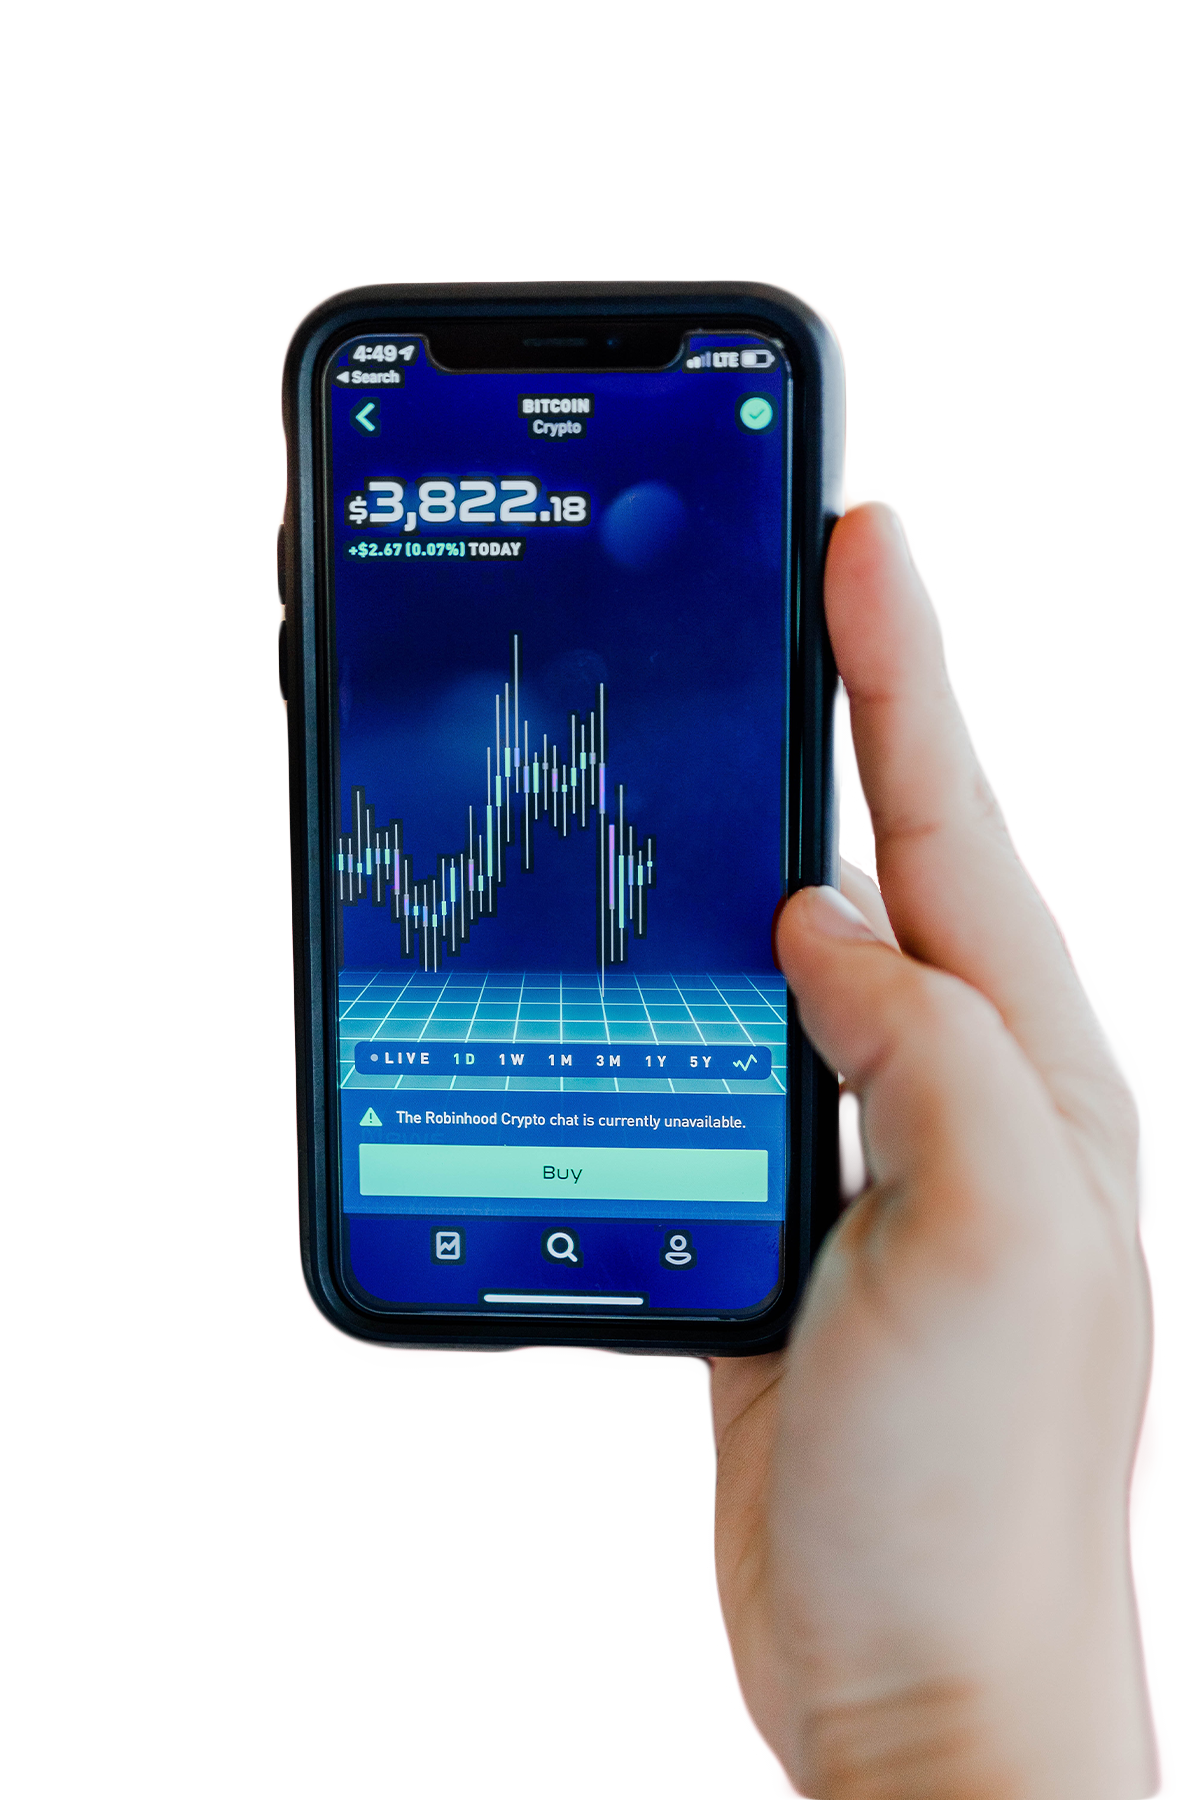 4:49
LTE
Search
BITCOIN
Crypto
$3,822.18
+$2.67 (0.07%) TODAY
LIVE 1D 1W 1M 3M 1Y 5Y
The Robinhood Crypto chat is currently unavailable.
Buy